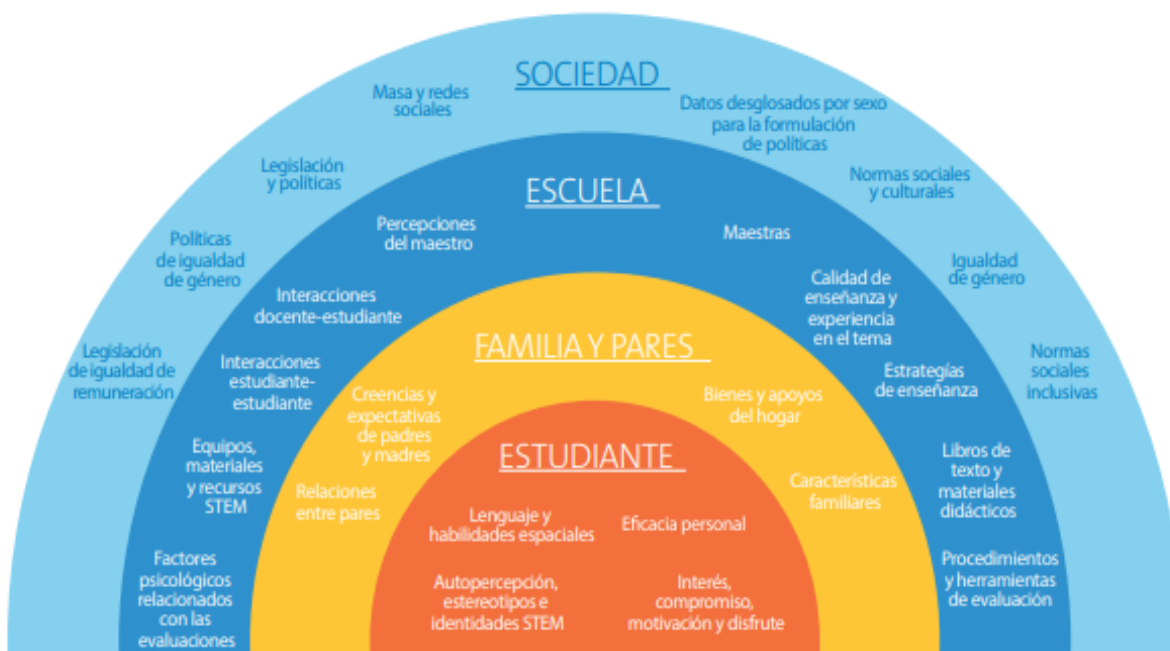 SOCIEDAD
Masa y redes
sociales
Datos desglosados por sexo
para la formulación
de políticas
Legislación
y políticas
Normas sociales
y culturales
Políticas
de igualdad
de género
Igualdad
de género
Legislación
de igualdad de
remuneración
Normas
sociales
inclusivas
ESCUELA
Percepciones
del maestro
Maestras
Interacciones
docente-estudiante
Calidad de
enseñanza y
experiencia
en el tema
Interacciones
estudiante-
estudiante
Estrategías
de enseñanza
Equipos,
materiales
y recursos
STEM
Libros de
texto y
materiales
didácticos
Factores
psicológicos
relacionados
con las
evaluaciones
Procedimientos
y herramientas
de evaluación
FAMILIA Y PARES
Creencias y
expectativas
de padres
y madres
Bienes y apoyos
del hogar
Relaciones
entre pares
Características
familiares
ESTUDIANTE
Lenguaje y
habilidades espaciales
Eficacia personal
Autopercepción,
estereotipos e
identidades STEM
Interés,
compromiso,
motivación y disfrute